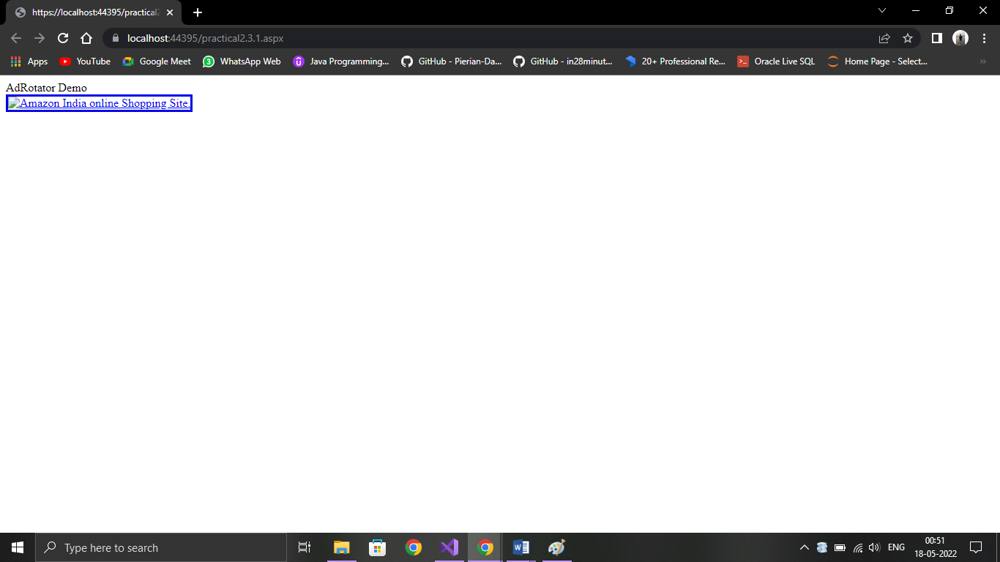 https://localhost:44395/practical2
localhost:44395/practical2.3.1.aspx
Apps YouTube Google Meet 3 WhatsApp Web Java Programming... GitHub - Pierian-Da... GitHub - in28minut... 20+ Professional Re... Oracle Live SQL Home Page - Select...
AdRotator Demo
Amazon India online Shopping Site.
Type here to search
ENG
00:51
18-05-2022